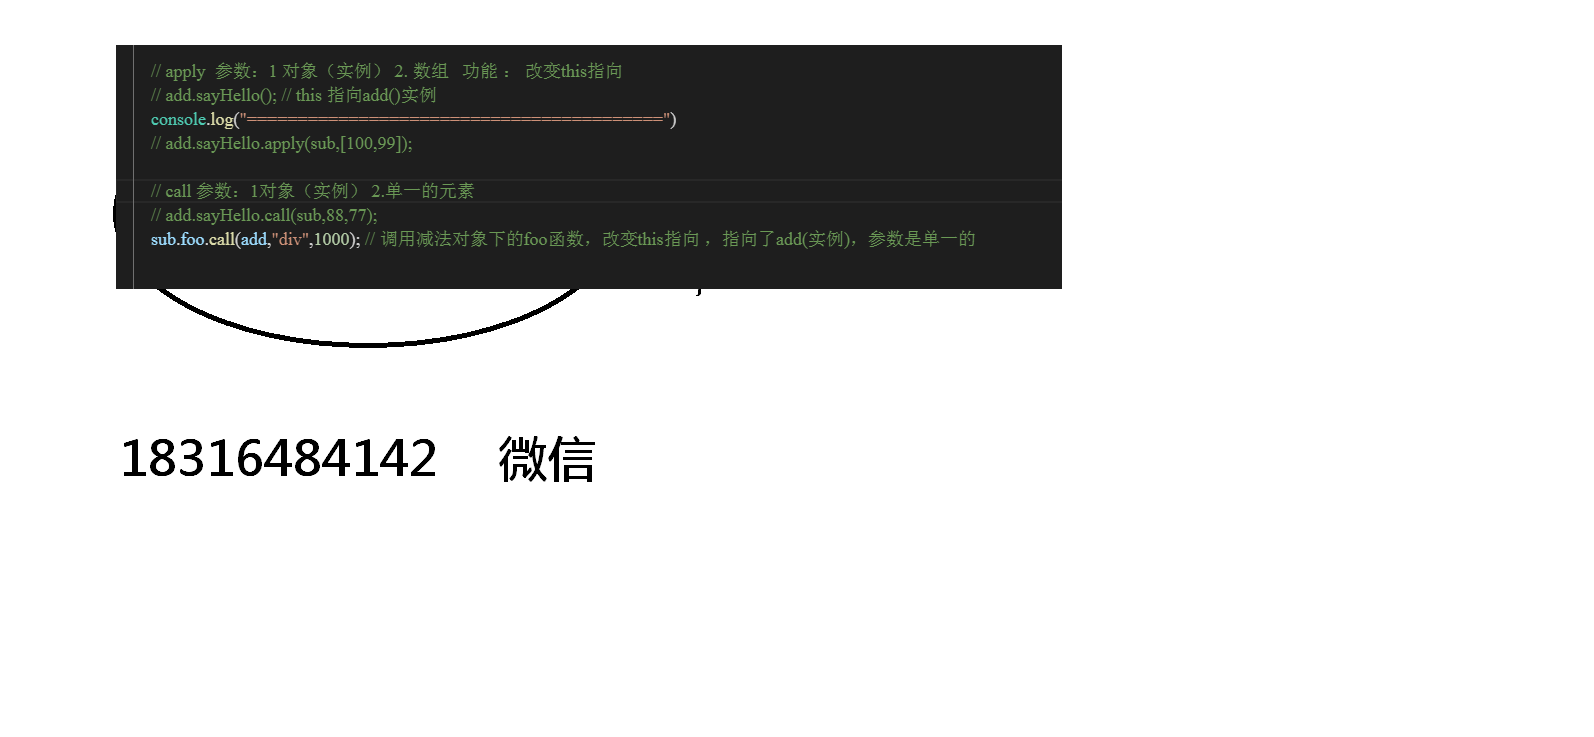 // apply  参数：1 对象（实例） 2. 数组   功能 ：  改变this指向
// add.sayHello(); // this 指向add()实例
console.log("=========================================")
// add.sayHello.apply(sub,[100,99]);
// call 参数：1对象（实例） 2.单一的元素
// add.sayHello.call(sub,88,77);
sub.foo.call(add,"div",1000); // 调用减法对象下的foo函数，改变this指向 ，指向了add(实例)，参数是单一的
18316484142    微信